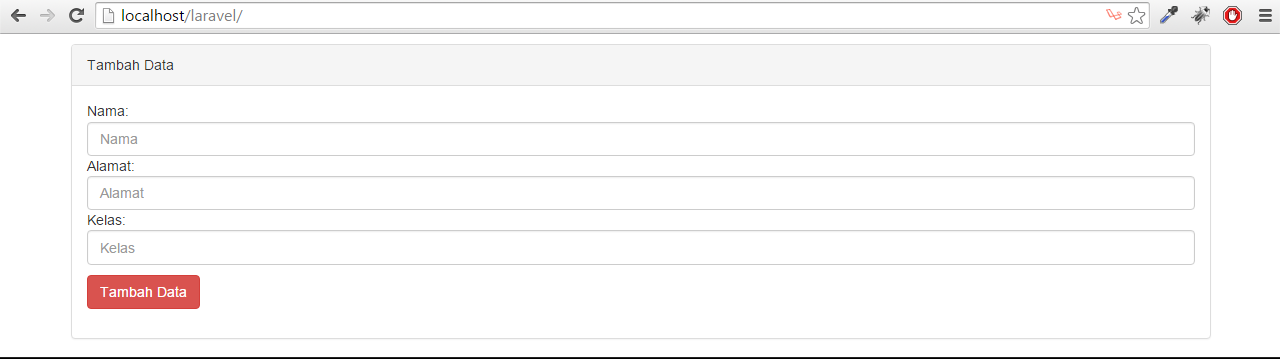 localhost/laravel/
Tambah Data
Nama:
Nama
Alamat:
Alamat
Kelas:
Kelas
Tambah Data